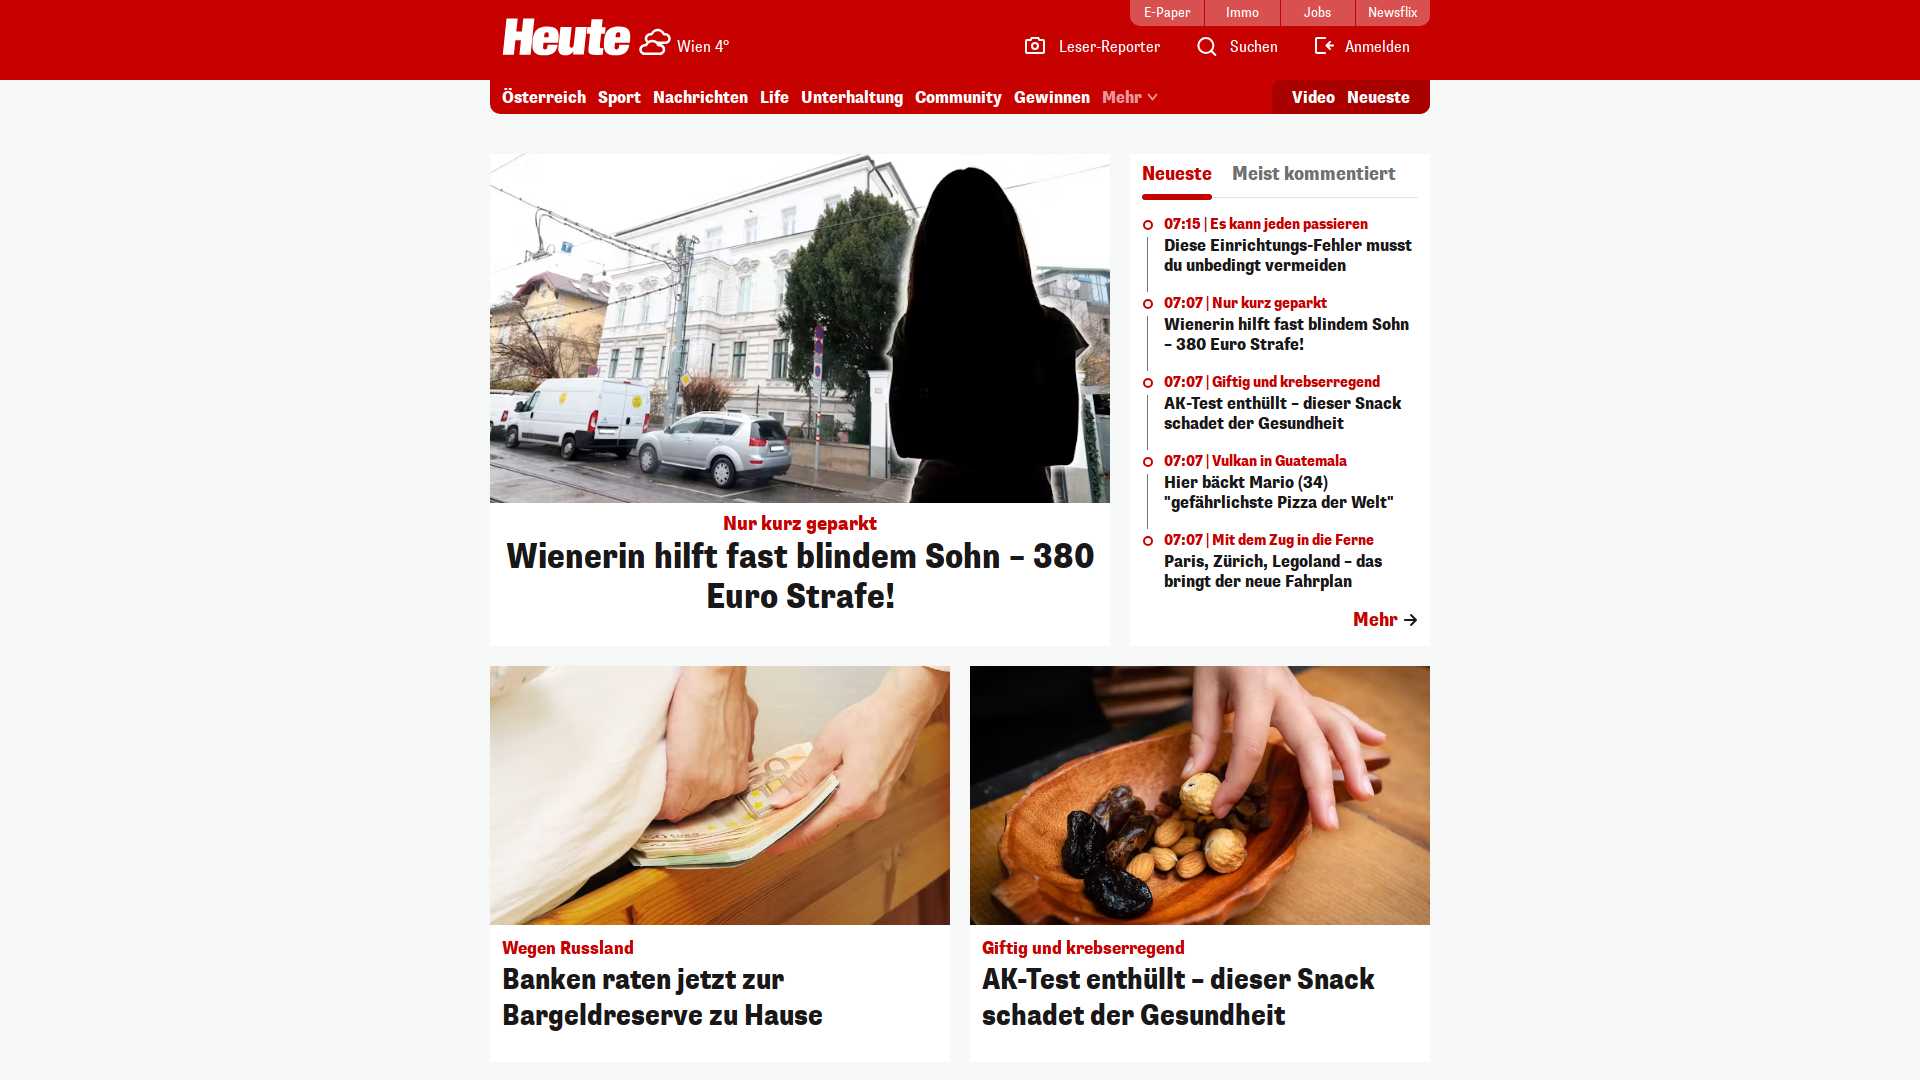 E-Paper
Immo
Jobs
Newsflix
Heute
Wien 4°
Leser-Reporter
Suchen
Anmelden
Österreich
Sport
Nachrichten
Life
Unterhaltung
Community
Gewinnen
Mehr
Video
Neueste
Nur kurz geparkt
Wienerin hilft fast blindem Sohn – 380
Euro Strafe!
Neueste
Meist kommentiert
07:15 | Es kann jeden passieren
Diese Einrichtungs-Fehler musst
du unbedingt vermeiden
07:07 | Nur kurz geparkt
Wienerin hilft fast blindem Sohn
– 380 Euro Strafe!
07:07 | Giftig und krebserregend
AK-Test enthüllt – dieser Snack
schadet der Gesundheit
07:07 | Vulkan in Guatemala
Hier bäckt Mario (34)
"gefährlichste Pizza der Welt"
07:07 | Mit dem Zug in die Ferne
Paris, Zürich, Legoland – das
bringt der neue Fahrplan
Mehr
Wegen Russland
Banken raten jetzt zur
Bargeldreserve zu Hause
Giftig und krebserregend
AK-Test enthüllt – dieser Snack
schadet der Gesundheit